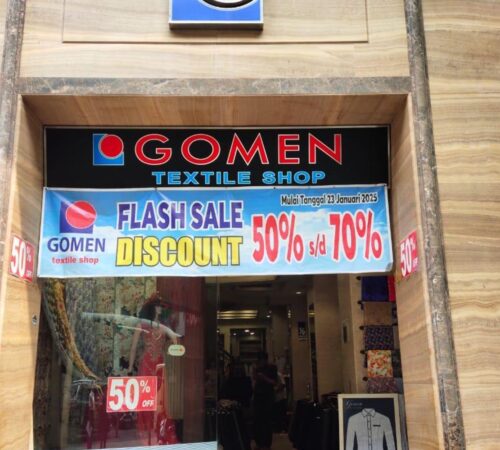 GOMEN
TEXTILE SHOP
Mulai Tanggal 23 Januari 2025
FLASH SALE
DISCOUNT 50% s/d 70%
GOMEN
textile shop
50%
50%
50% OFF
Gomen